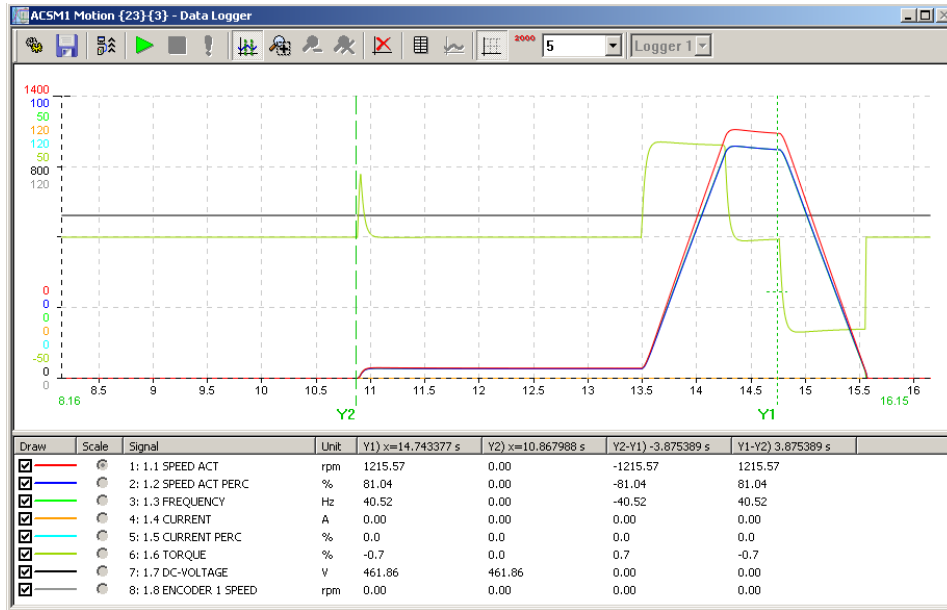 ACSM1 Motion {23}{3} - Data Logger
2000 5 Logger 1
1400
100
50
120
120
50
800
120
0
0
0
0
0
-50
0
0
8.5 9 9.5 10 10.5 11 11.5 12 12.5 13 13.5 14 14.5 15 15.5 16
8.16 16.15
Y2 Y1
Draw Scale Signal Unit Y1) x=14.743377 s Y2) x=10.867988 s Y2-Y1) -3.875389 s Y1-Y2) 3.875389 s
1: 1.1 SPEED ACT rpm 1215.57 0.00 -1215.57 1215.57
2: 1.2 SPEED ACT PERC % 81.04 0.00 -81.04 81.04
3: 1.3 FREQUENCY Hz 40.52 0.00 -40.52 40.52
4: 1.4 CURRENT A 0.00 0.00 0.00 0.00
5: 1.5 CURRENT PERC % 0.0 0.0 0.0 0.0
6: 1.6 TORQUE % -0.7 0.0 0.7 -0.7
7: 1.7 DC-VOLTAGE V 461.86 461.86 0.00 0.00
8: 1.8 ENCODER 1 SPEED rpm 0.00 0.00 0.00 0.00